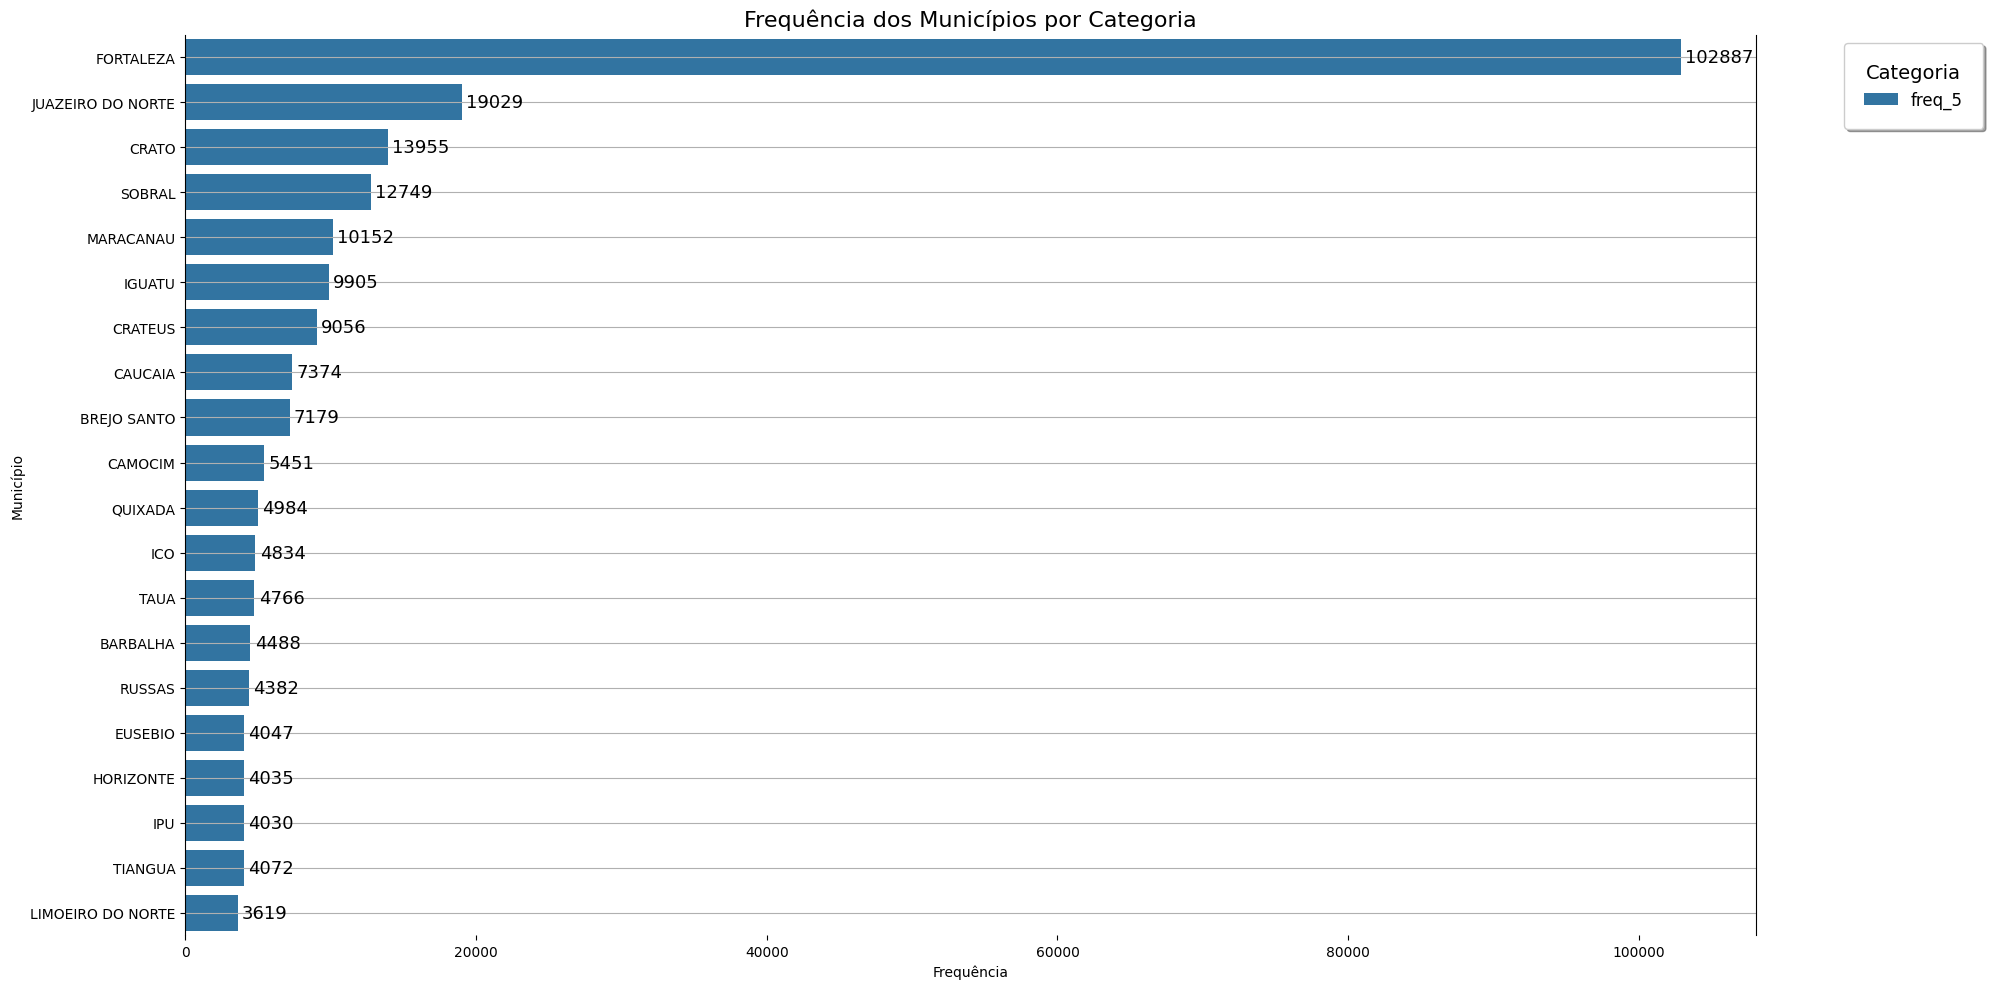 Frequência dos Municípios por Categoria
FORTALEZA 102887
JUAZEIRO DO NORTE 19029
CRATO 13955
SOBRAL 12749
MARACANAU 10152
IGUATU 9905
CRATEUS 9056
CAUCAIA 7374
BREJO SANTO 7179
CAMOCIM 5451
QUIXADA 4984
ICO 4834
TAUA 4766
BARBALHA 4488
RUSSAS 4382
EUSEBIO 4047
HORIZONTE 4035
IPU 4030
TIANGUA 4072
LIMOEIRO DO NORTE 3619
0 20000 40000 60000 80000 100000
Frequência
Município
Categoria
freq_5